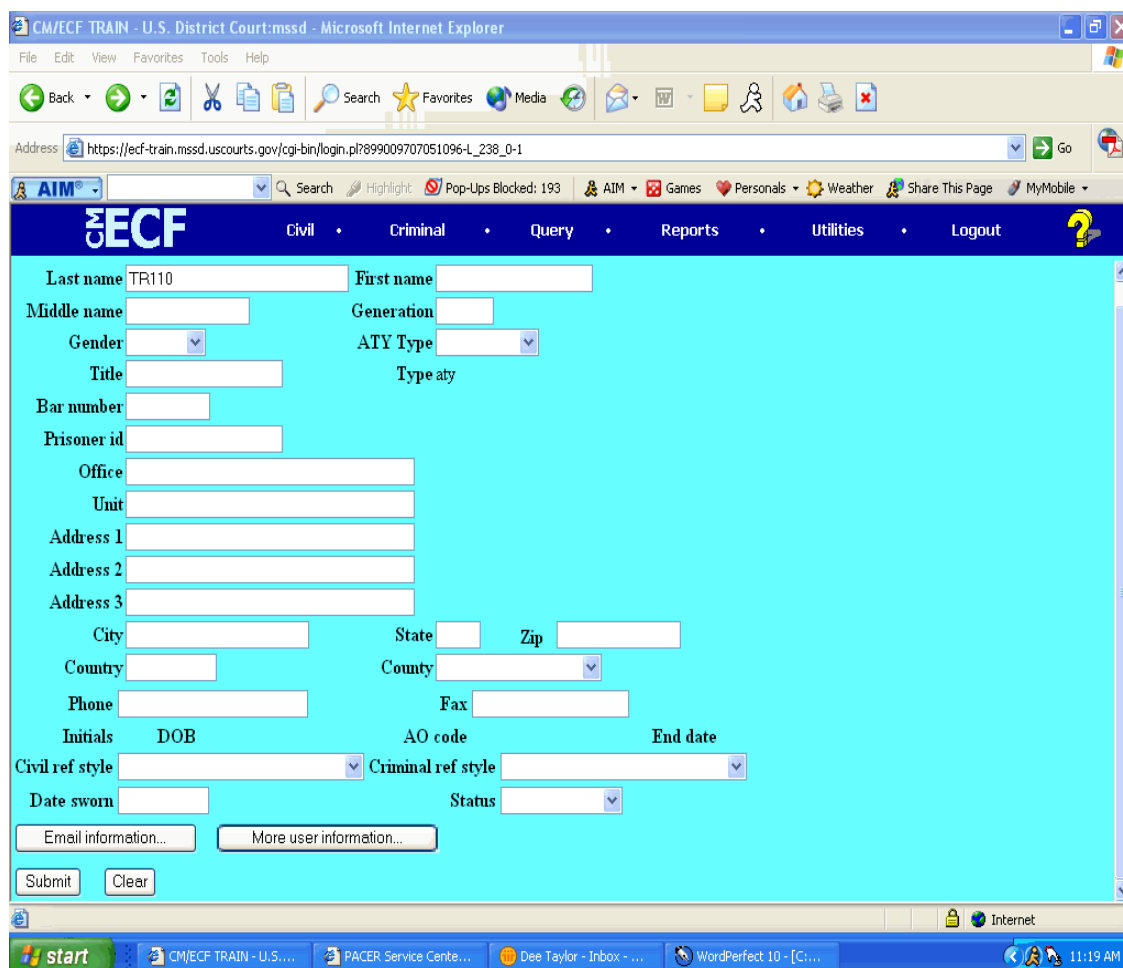 CM/ECF TRAIN - U.S. District Court:mssd - Microsoft Internet Explorer
File Edit View Favorites Tools Help
Back Search Favorites Media
Address https://ecf-train.mssd.uscourts.gov/cgi-bin/login.pl?899009707051096-L_238_0-1 Go
AIM® Search Highlight Pop-Ups Blocked: 193 AIM Games Personals Weather Share This Page MyMobile
CM ECF Civil • Criminal • Query • Reports • Utilities • Logout ?
Last name TR110 First name
Middle name Generation
Gender ATY Type
Title Type aty
Bar number
Prisoner id
Office
Unit
Address 1
Address 2
Address 3
City State Zip
Country County
Phone Fax
Initials DOB AO code End date
Civil ref style Criminal ref style
Date sworn Status
Email information... More user information...
Submit Clear
Internet
start CM/ECF TRAIN - U.S.... PACER Service Cente... Dee Taylor - Inbox - ... WordPerfect 10 - [C:... 11:19 AM